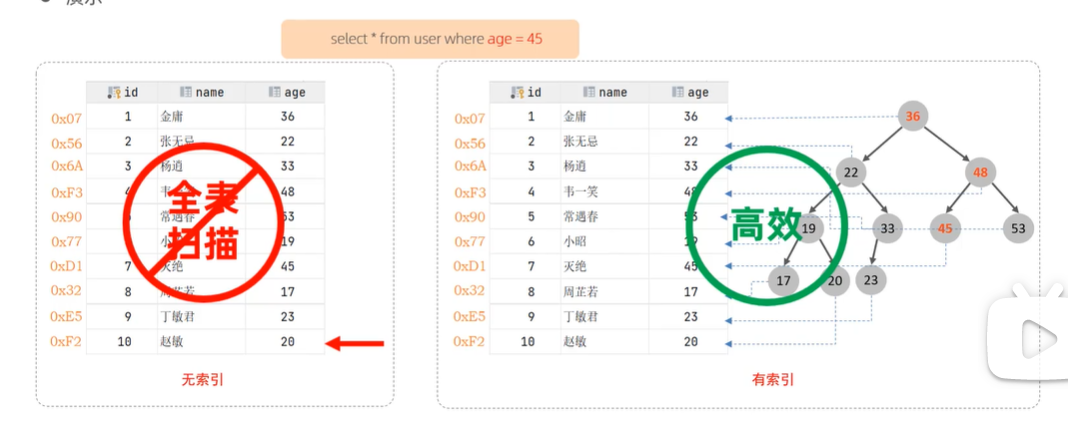 演示
select * from user where age = 45
id name age
0x07 1 金庸 36
0x56 2 张无忌 22
0x6A 3 杨逍 33
0xF3 4 韦 48
0x90 常遇春 53
0x77 小 19
0xD1 7 灭绝 45
0x32 8 周芷若 17
0xE5 9 丁敏君 23
0xF2 10 赵敏 20
全表
扫描
无索引
id name age
0x07 1 金庸 36
0x56 2 张无忌 22
0x6A 3 杨逍 33
0xF3 4 韦一笑 48
0x90 5 常遇春 53
0x77 6 小昭 19
0xD1 7 灭绝 45
0x32 8 周芷若 17
0xE5 9 丁敏君 23
0xF2 10 赵敏 20
高效
36
22 48
19 33 45 53
17 20 23
有索引